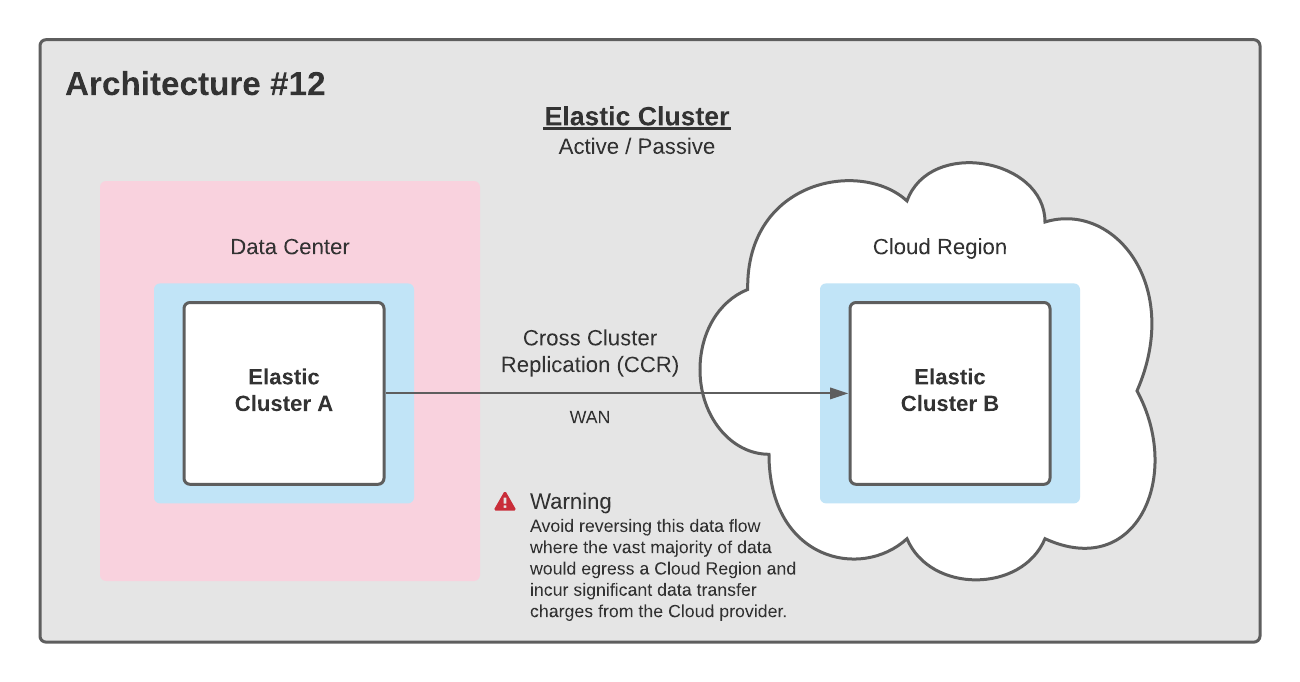 Architecture #12
Elastic Cluster
Active / Passive
Data Center
Cloud Region
Elastic
Cluster A
Cross Cluster
Replication (CCR)
WAN
Elastic
Cluster B
Warning
Avoid reversing this data flow
where the vast majority of data
would egress a Cloud Region and
incur significant data transfer
charges from the Cloud provider.